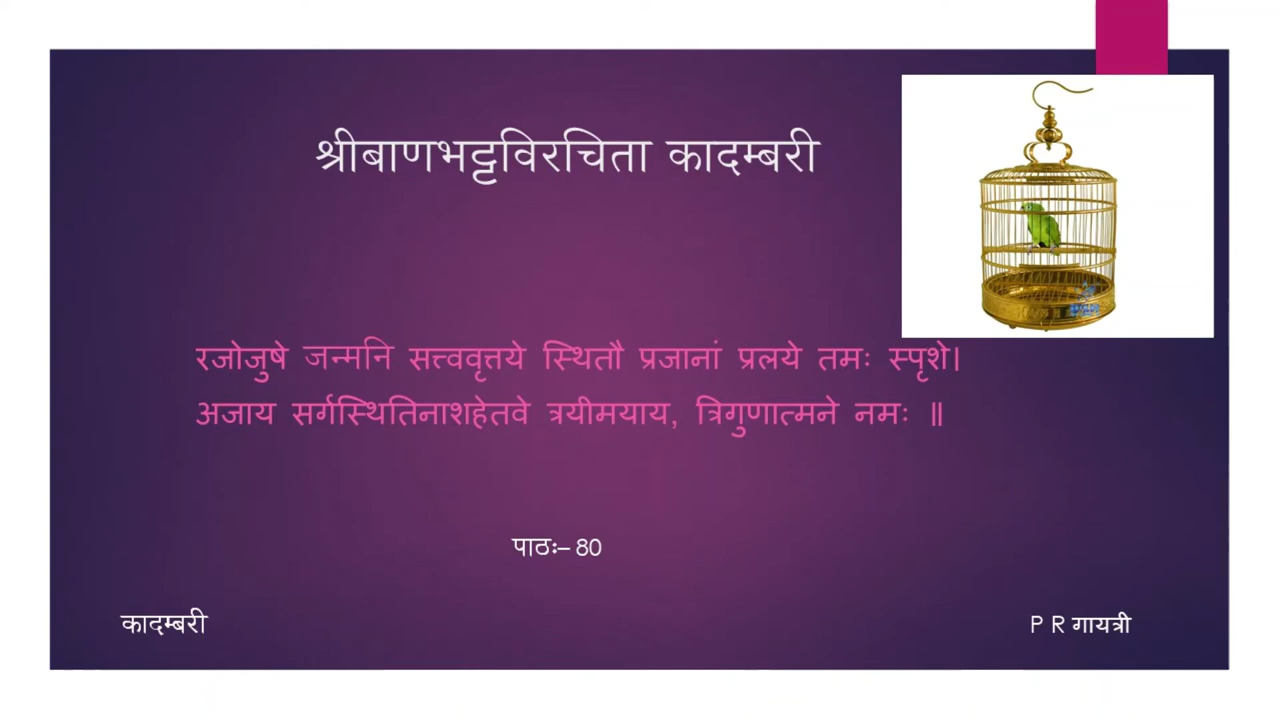 श्रीबाणभट्टविरचिता कादम्बरी
रजोजुषे जन्मनि सत्त्ववृत्तये स्थितौ प्रजानां प्रलये तमः स्पृशे।
अजाय सर्गस्थितिनाशहेतवे त्रयीमयाय, त्रिगुणात्मने नमः ॥
पाठः– 80
कादम्बरी
P R गायत्री